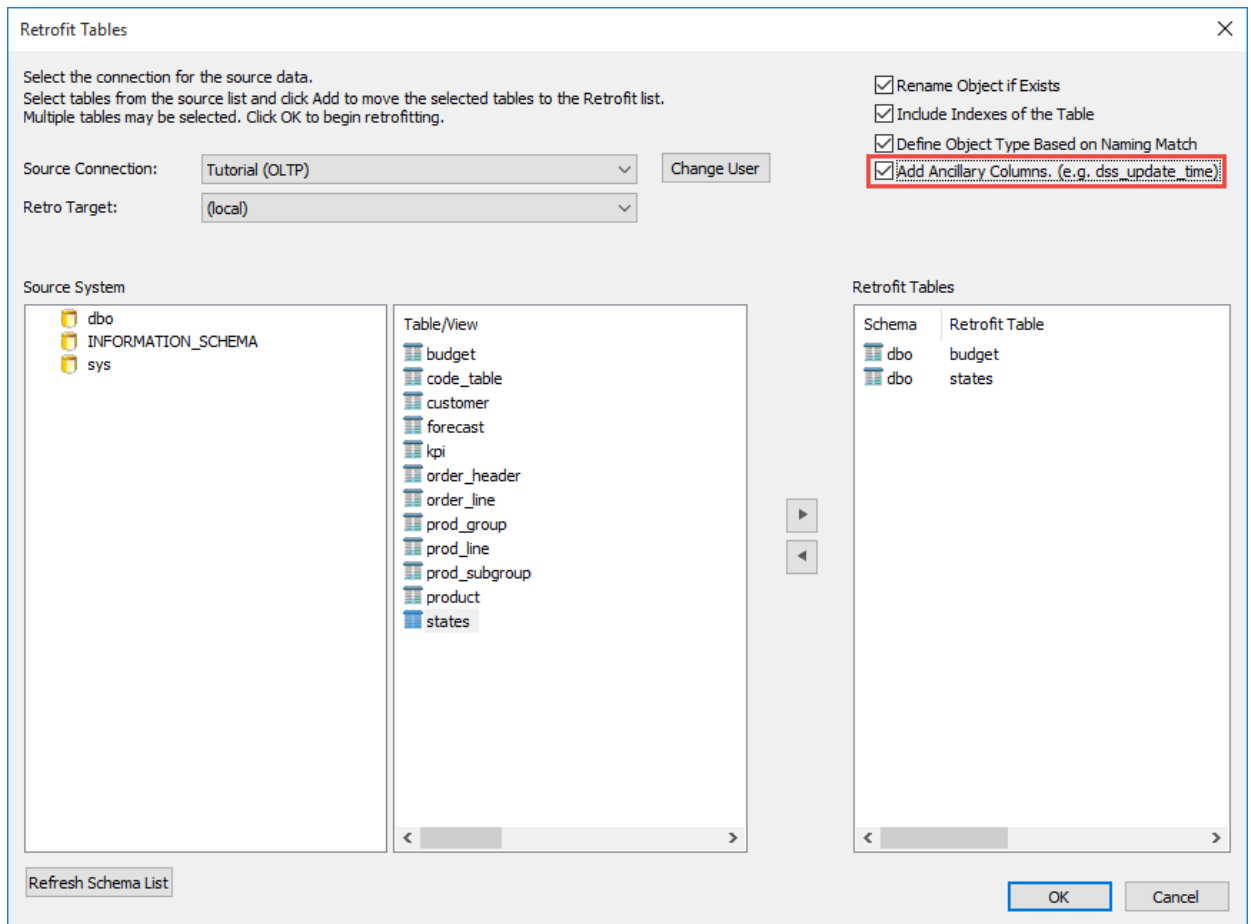 Retrofit Tables
Select the connection for the source data.
Select tables from the source list and click Add to move the selected tables to the Retrofit list.
Multiple tables may be selected. Click OK to begin retrofitting.
Rename Object if Exists
Include Indexes of the Table
Define Object Type Based on Naming Match
Add Ancillary Columns. (e.g. dss_update_time)
Source Connection:
Tutorial (OLTP)
Change User
Retro Target:
(local)
Source System
dbo
INFORMATION_SCHEMA
sys
Table/View
budget
code_table
customer
forecast
kpi
order_header
order_line
prod_group
prod_line
prod_subgroup
product
states
Retrofit Tables
Schema Retrofit Table
dbo budget
dbo states
Refresh Schema List
OK
Cancel